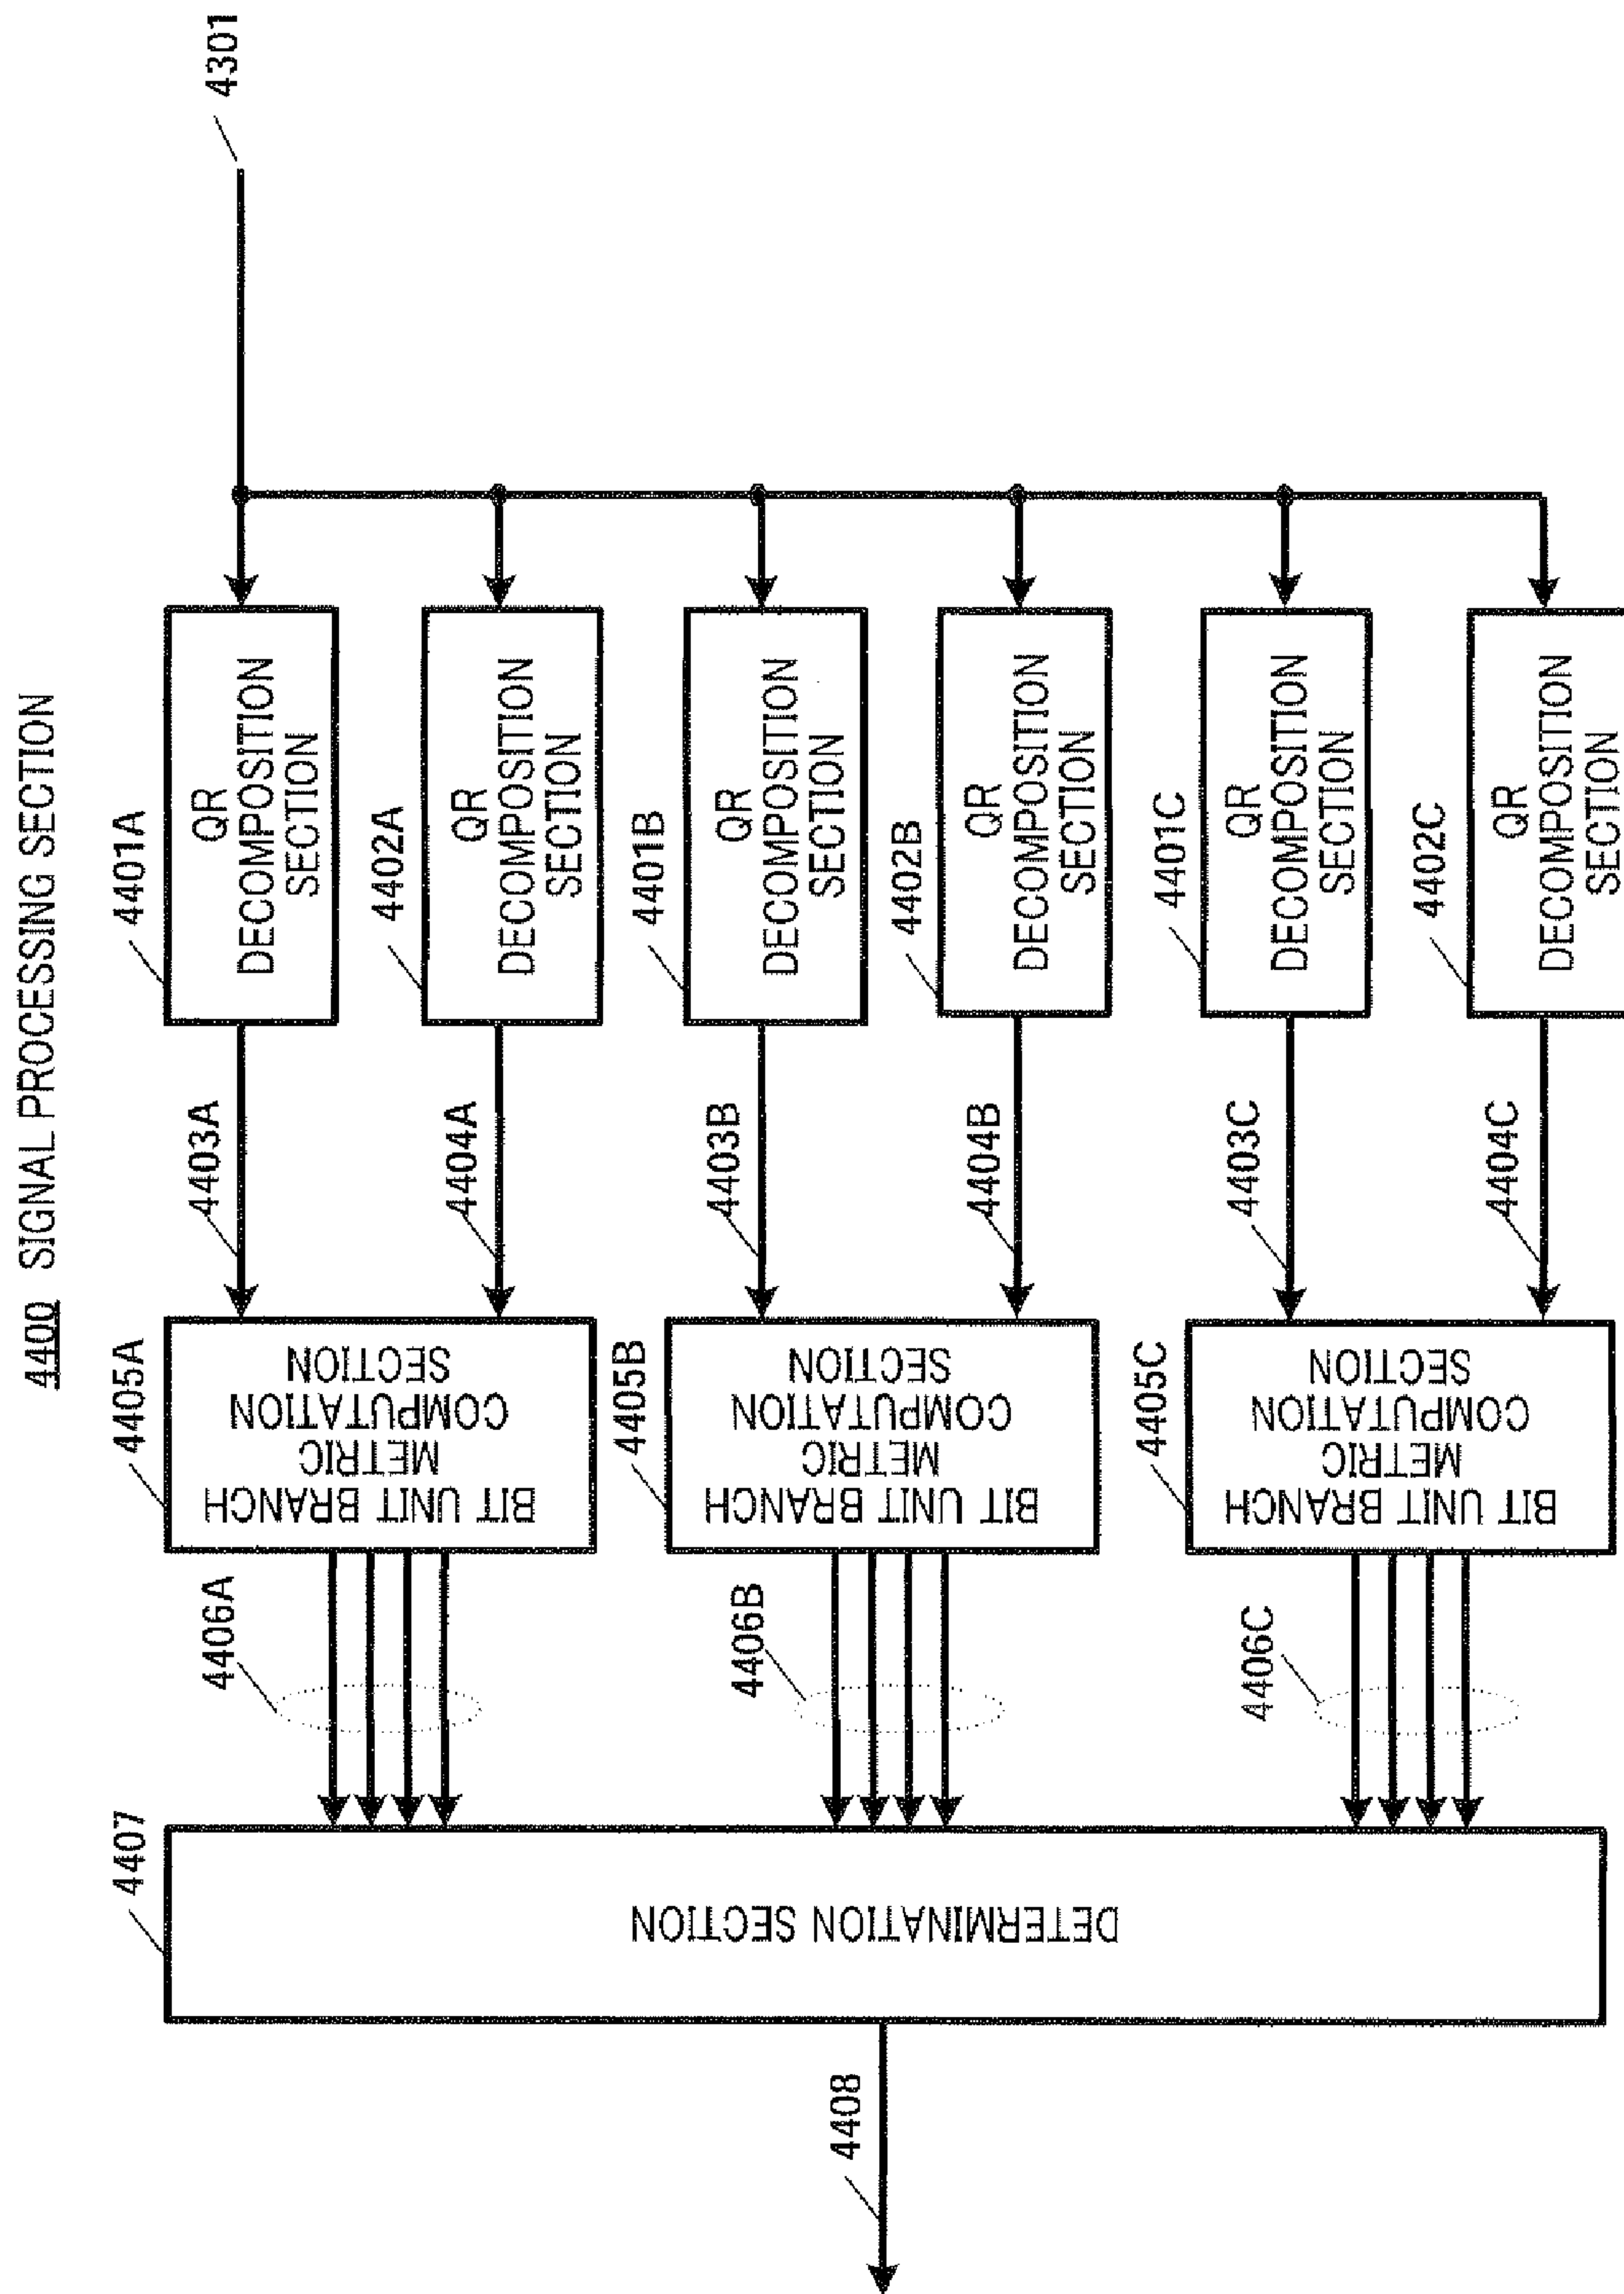 4400 SIGNAL PROCESSING SECTION
4301
4401A
QR
DECOMPOSITION
SECTION
4402A
QR
DECOMPOSITION
SECTION
4401B
QR
DECOMPOSITION
SECTION
4402B
QR
DECOMPOSITION
SECTION
4401C
QR
DECOMPOSITION
SECTION
4402C
QR
DECOMPOSITION
SECTION
4403A
4404A
4403B
4404B
4403C
4404C
4405A
BIT UNIT BRANCH
METRIC
COMPUTATION
SECTION
4405B
BIT UNIT BRANCH
METRIC
COMPUTATION
SECTION
4405C
BIT UNIT BRANCH
METRIC
COMPUTATION
SECTION
4406A
4406B
4406C
4407
DETERMINATION SECTION
4408